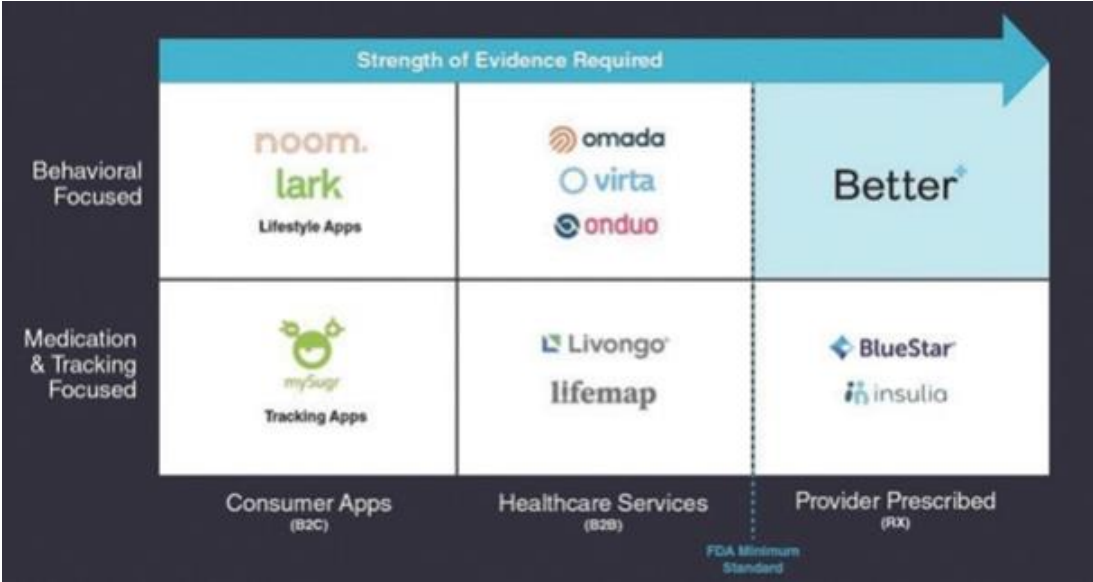 Strength of Evidence Required
Behavioral
Focused
noom.
lark
Lifestyle Apps
omada
virta
onduo
Better+
Medication
& Tracking
Focused
mySugr
Tracking Apps
Livongo
lifemap
BlueStar
insulia
Consumer Apps
(B2C)
Healthcare Services
(B2B)
Provider Prescribed
(RX)
FDA Minimum
Standard